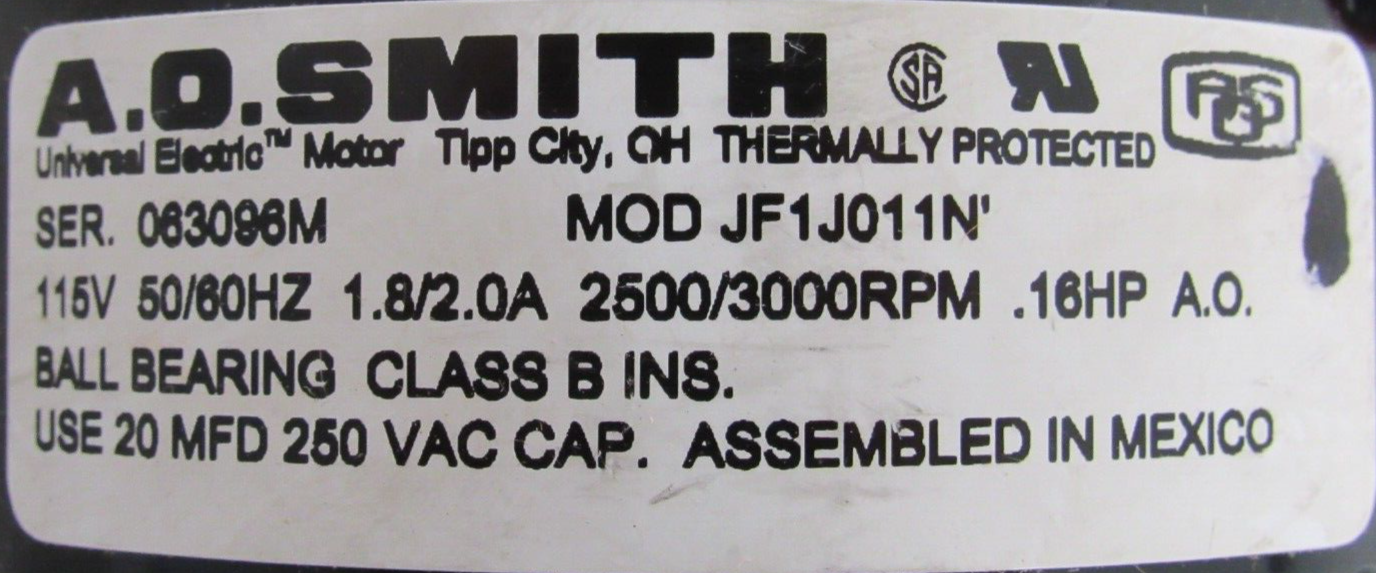 A.O.SMITH
Universal Electric™ Motor Tipp City, OH THERMALLY PROTECTED
SER. 063096M MOD JF1J011N'
115V 50/60HZ 1.8/2.0A 2500/3000RPM .16HP A.O.
BALL BEARING CLASS B INS.
USE 20 MFD 250 VAC CAP. ASSEMBLED IN MEXICO